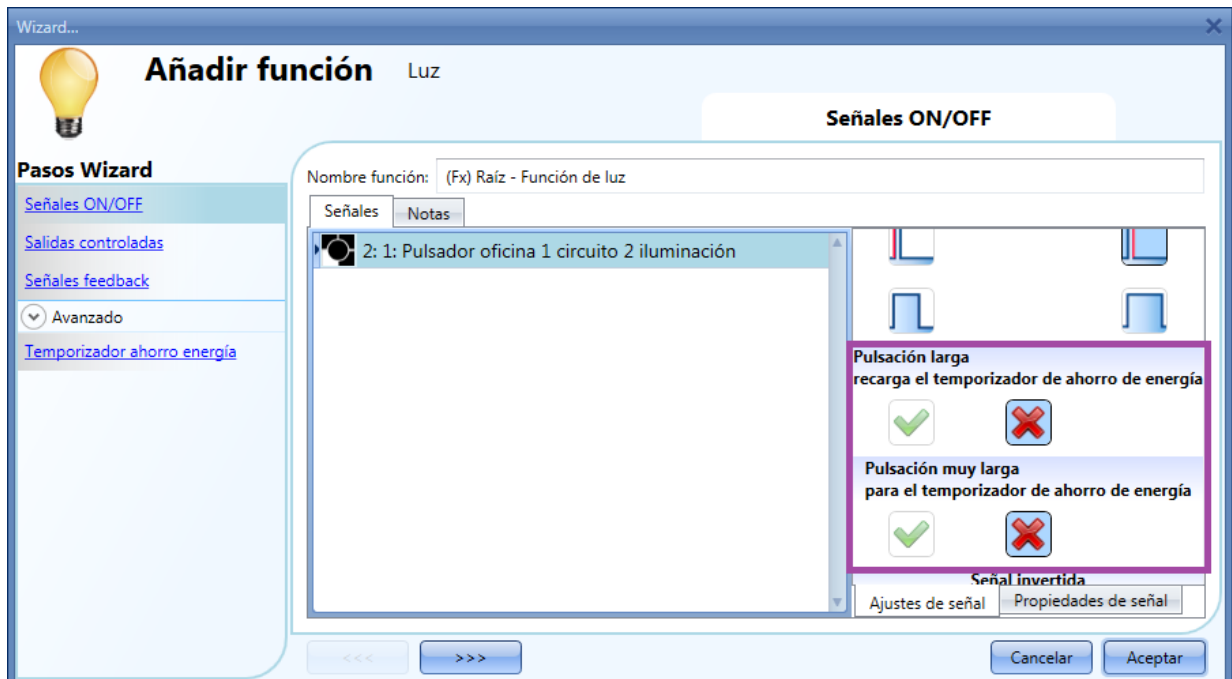 Wizard...
Añadir función Luz
Señales ON/OFF
Pasos Wizard
Señales ON/OFF
Salidas controladas
Señales feedback
Avanzado
Temporizador ahorro energía
Nombre función: (Fx) Raíz - Función de luz
Señales Notas
2: 1: Pulsador oficina 1 circuito 2 iluminación
Pulsación larga
recarga el temporizador de ahorro de energía
Pulsación muy larga
para el temporizador de ahorro de energía
Señal invertida
Ajustes de señal Propiedades de señal
<<< >>> Cancelar Aceptar